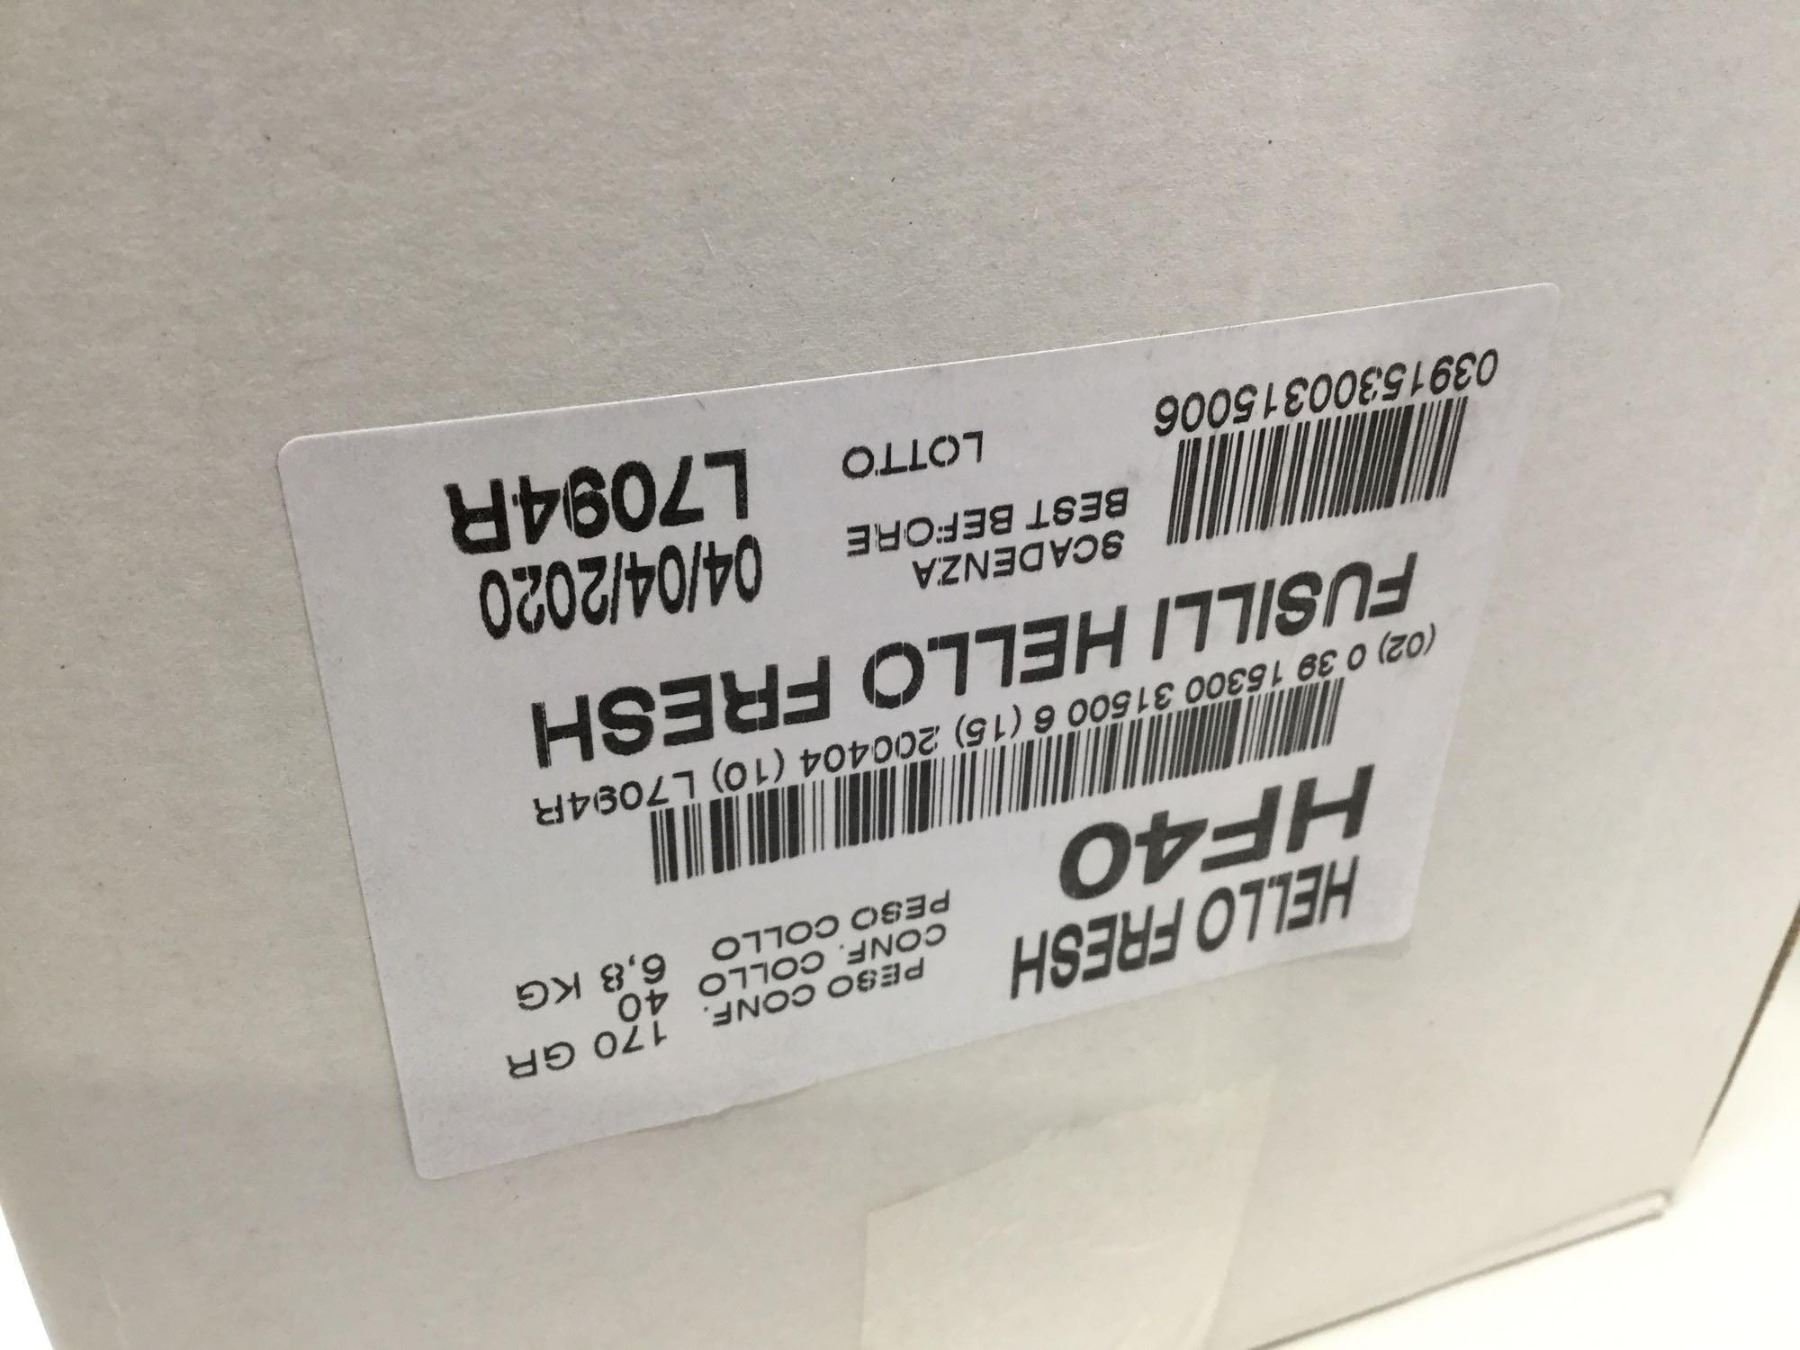 HELLO FRESH
HF40
PESO CONF. 170 GR
CONF. COLLO 40
PESO COLLO 6,8 KG
(02) 0 39 15300 31500 6 (15) 200404 (10) L7094R
FUSILLI HELLO FRESH
SCADENZA
BEST BEFORE 04/04/2020
LOTTO L7094R
03915300315006